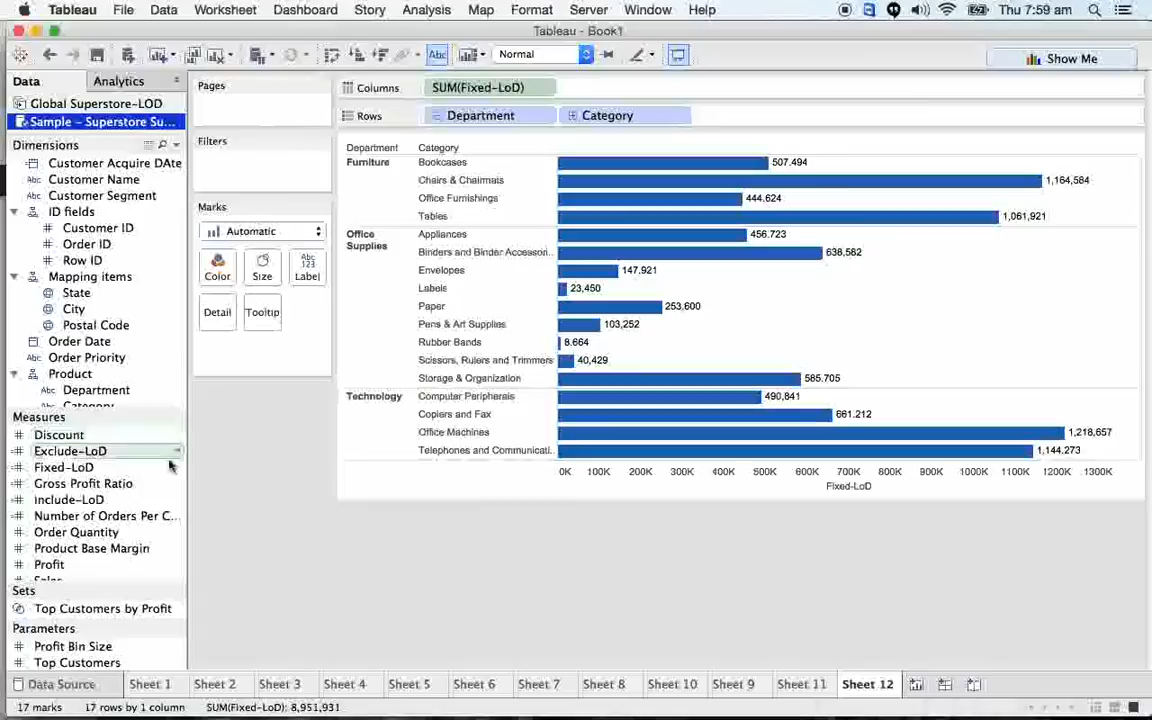 Tableau File Data Worksheet Dashboard Story Analysis Map Format Server Window Help Thu 7:59 am
Tableau - Book1
Abc Normal Show Me
Data Analytics
Global Superstore-LOD
Sample - Superstore Su...
Dimensions
Customer Acquire DAte
Abc Customer Name
Abc Customer Segment
ID fields
Customer ID
Order ID
Row ID
Mapping items
State
City
Postal Code
Order Date
Abc Order Priority
Product
Abc Department
Category
Measures
Discount
Exclude-LoD
Fixed-LoD
Gross Profit Ratio
Include-LoD
Number of Orders Per C...
Order Quantity
Product Base Margin
Profit
Sales
Sets
Top Customers by Profit
Parameters
Profit Bin Size
Top Customers
Pages
Filters
Marks
Automatic
Abc
123
Color Size Label
Detail Tooltip
Columns SUM(Fixed-LoD)
Rows Department Category
Department Category
Furniture Bookcases 507,494
Chairs & Chairmats 1,164,584
Office Furnishings 444,624
Tables 1,061,921
Office Supplies Appliances 456,723
Binders and Binder Accessori.. 638,582
Envelopes 147,921
Labels 23,450
Paper 253,600
Pens & Art Supplies 103,252
Rubber Bands 8,664
Scissors, Rulers and Trimmers 40,429
Storage & Organization 585,705
Technology Computer Peripherals 490,841
Copiers and Fax 661,212
Office Machines 1,218,657
Telephones and Communicati.. 1,144,273
0K 100K 200K 300K 400K 500K 600K 700K 800K 900K 1000K 1100K 1200K 1300K
Fixed-LoD
Data Source Sheet 1 Sheet 2 Sheet 3 Sheet 4 Sheet 5 Sheet 6 Sheet 7 Sheet 8 Sheet 10 Sheet 9 Sheet 11 Sheet 12
17 marks 17 rows by 1 column SUM(Fixed-LoD): 8,951,931